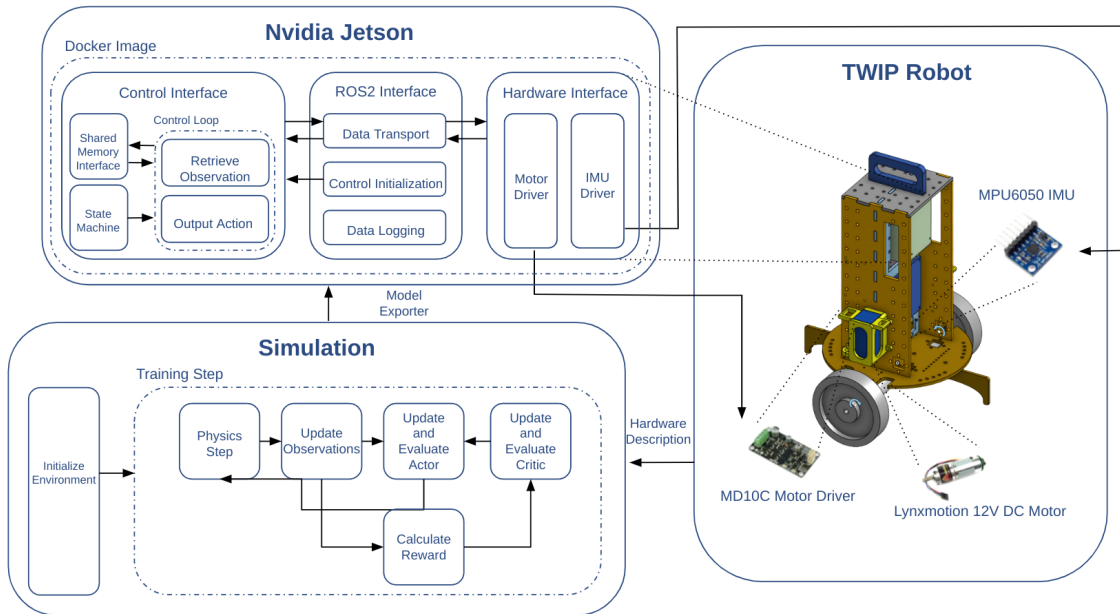 Nvidia Jetson
Docker Image
Control Interface
Control Loop
Shared
Memory
Interface
Retrieve
Observation
State
Machine
Output Action
ROS2 Interface
Data Transport
Control Initialization
Data Logging
Hardware Interface
Motor
Driver
IMU
Driver
Model
Exporter
Simulation
Training Step
Initialize
Environment
Physics
Step
Update
Observations
Update
and
Evaluate
Actor
Update
and
Evaluate
Critic
Calculate
Reward
Hardware
Description
TWIP Robot
MPU6050 IMU
MD10C Motor Driver
Lynxmotion 12V DC Motor